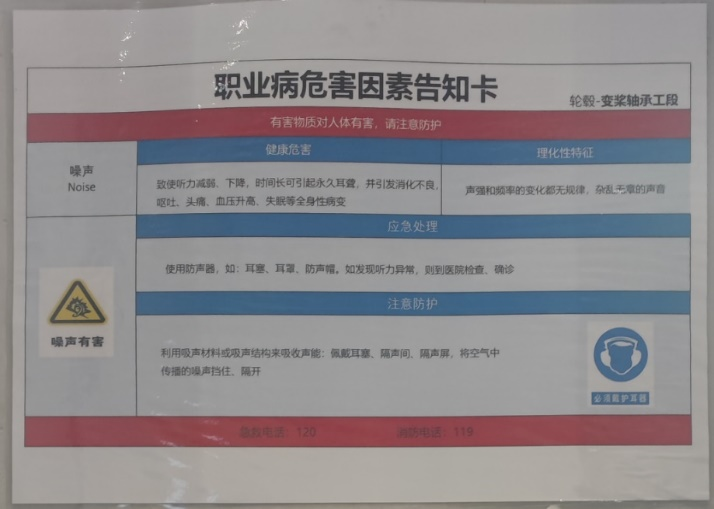 职业病危害因素告知卡
轮毂-变桨轴承工段
有害物质对人体有害，请注意防护
噪声
Noise
健康危害
理化性特征
致使听力减弱、下降，时间长可引起永久耳聋，并引发消化不良，
呕吐、头痛、血压升高、失眠等全身性病变
声强和频率的变化都无规律，杂乱无章的声音
应急处理
使用防声器，如：耳塞、耳罩、防声帽。如发现听力异常，则到医院检查、确诊
噪声有害
注意防护
利用吸声材料或吸声结构来吸收声能：佩戴耳塞、隔声间、隔声屏，将空气中
传播的噪声挡住、隔开
必须戴护耳器
急救电话：120
消防电话：119